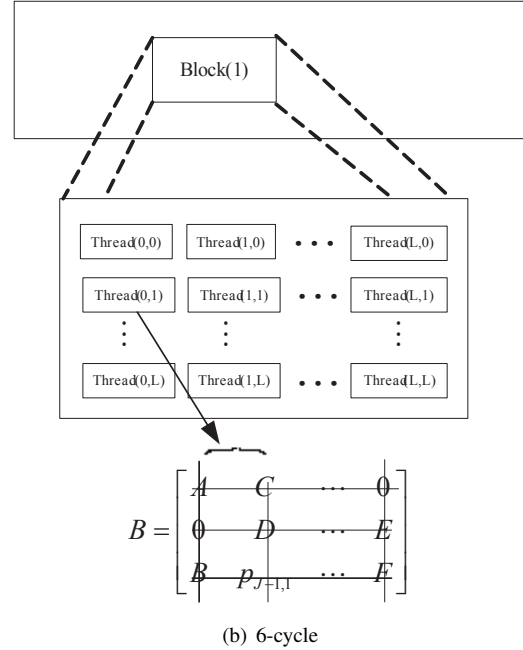 Block(1)
Thread(0,0) Thread(1,0) ··· Thread(L,0)
Thread(0,1) Thread(1,1) ··· Thread(L,1)
⋮ ⋮ ⋮
Thread(0,L) Thread(1,L) ··· Thread(L,L)
A C ··· 0
B = 0 D ··· E
B p_{J-1,1} ··· F
(b) 6-cycle